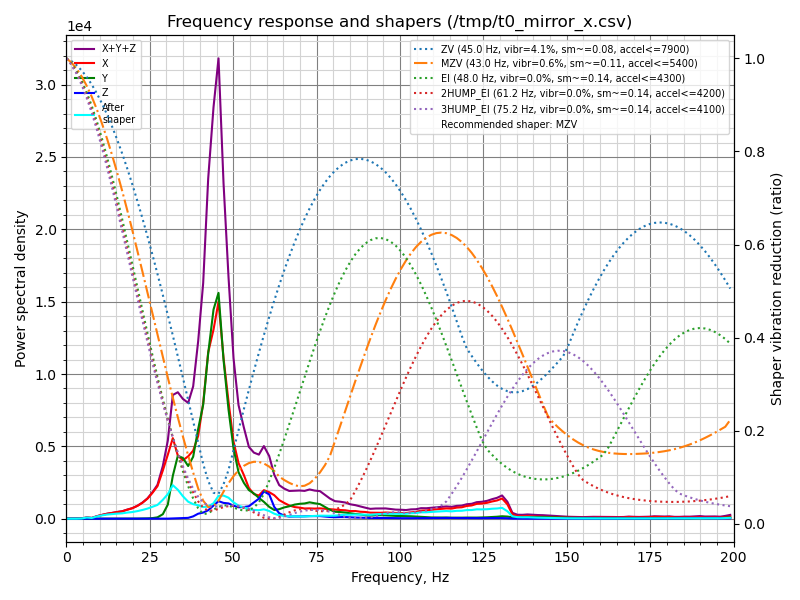 Frequency response and shapers (/tmp/t0_mirror_x.csv)
1e4
X+Y+Z
X
Y
Z
After
shaper
ZV (45.0 Hz, vibr=4.1%, sm~=0.08, accel<=7900)
MZV (43.0 Hz, vibr=0.6%, sm~=0.11, accel<=5400)
EI (48.0 Hz, vibr=0.0%, sm~=0.14, accel<=4300)
2HUMP_EI (61.2 Hz, vibr=0.0%, sm~=0.14, accel<=4200)
3HUMP_EI (75.2 Hz, vibr=0.0%, sm~=0.14, accel<=4100)
Recommended shaper: MZV
Power spectral density
3.0
2.5
2.0
1.5
1.0
0.5
0.0
1.0
0.8
0.6
0.4
0.2
0.0
Shaper vibration reduction (ratio)
0 25 50 75 100 125 150 175 200
Frequency, Hz